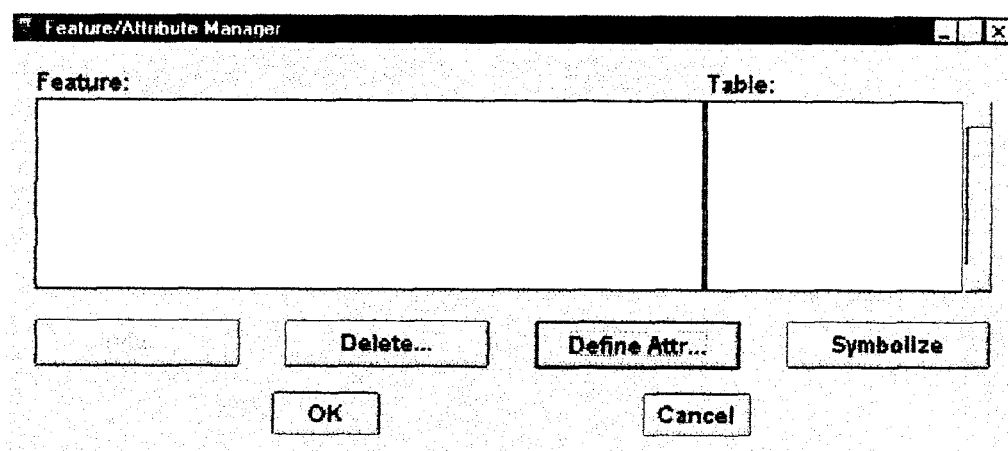 Feature/Attribute Manager
Feature: Table:
Delete... Define Attr... Symbolize
OK Cancel